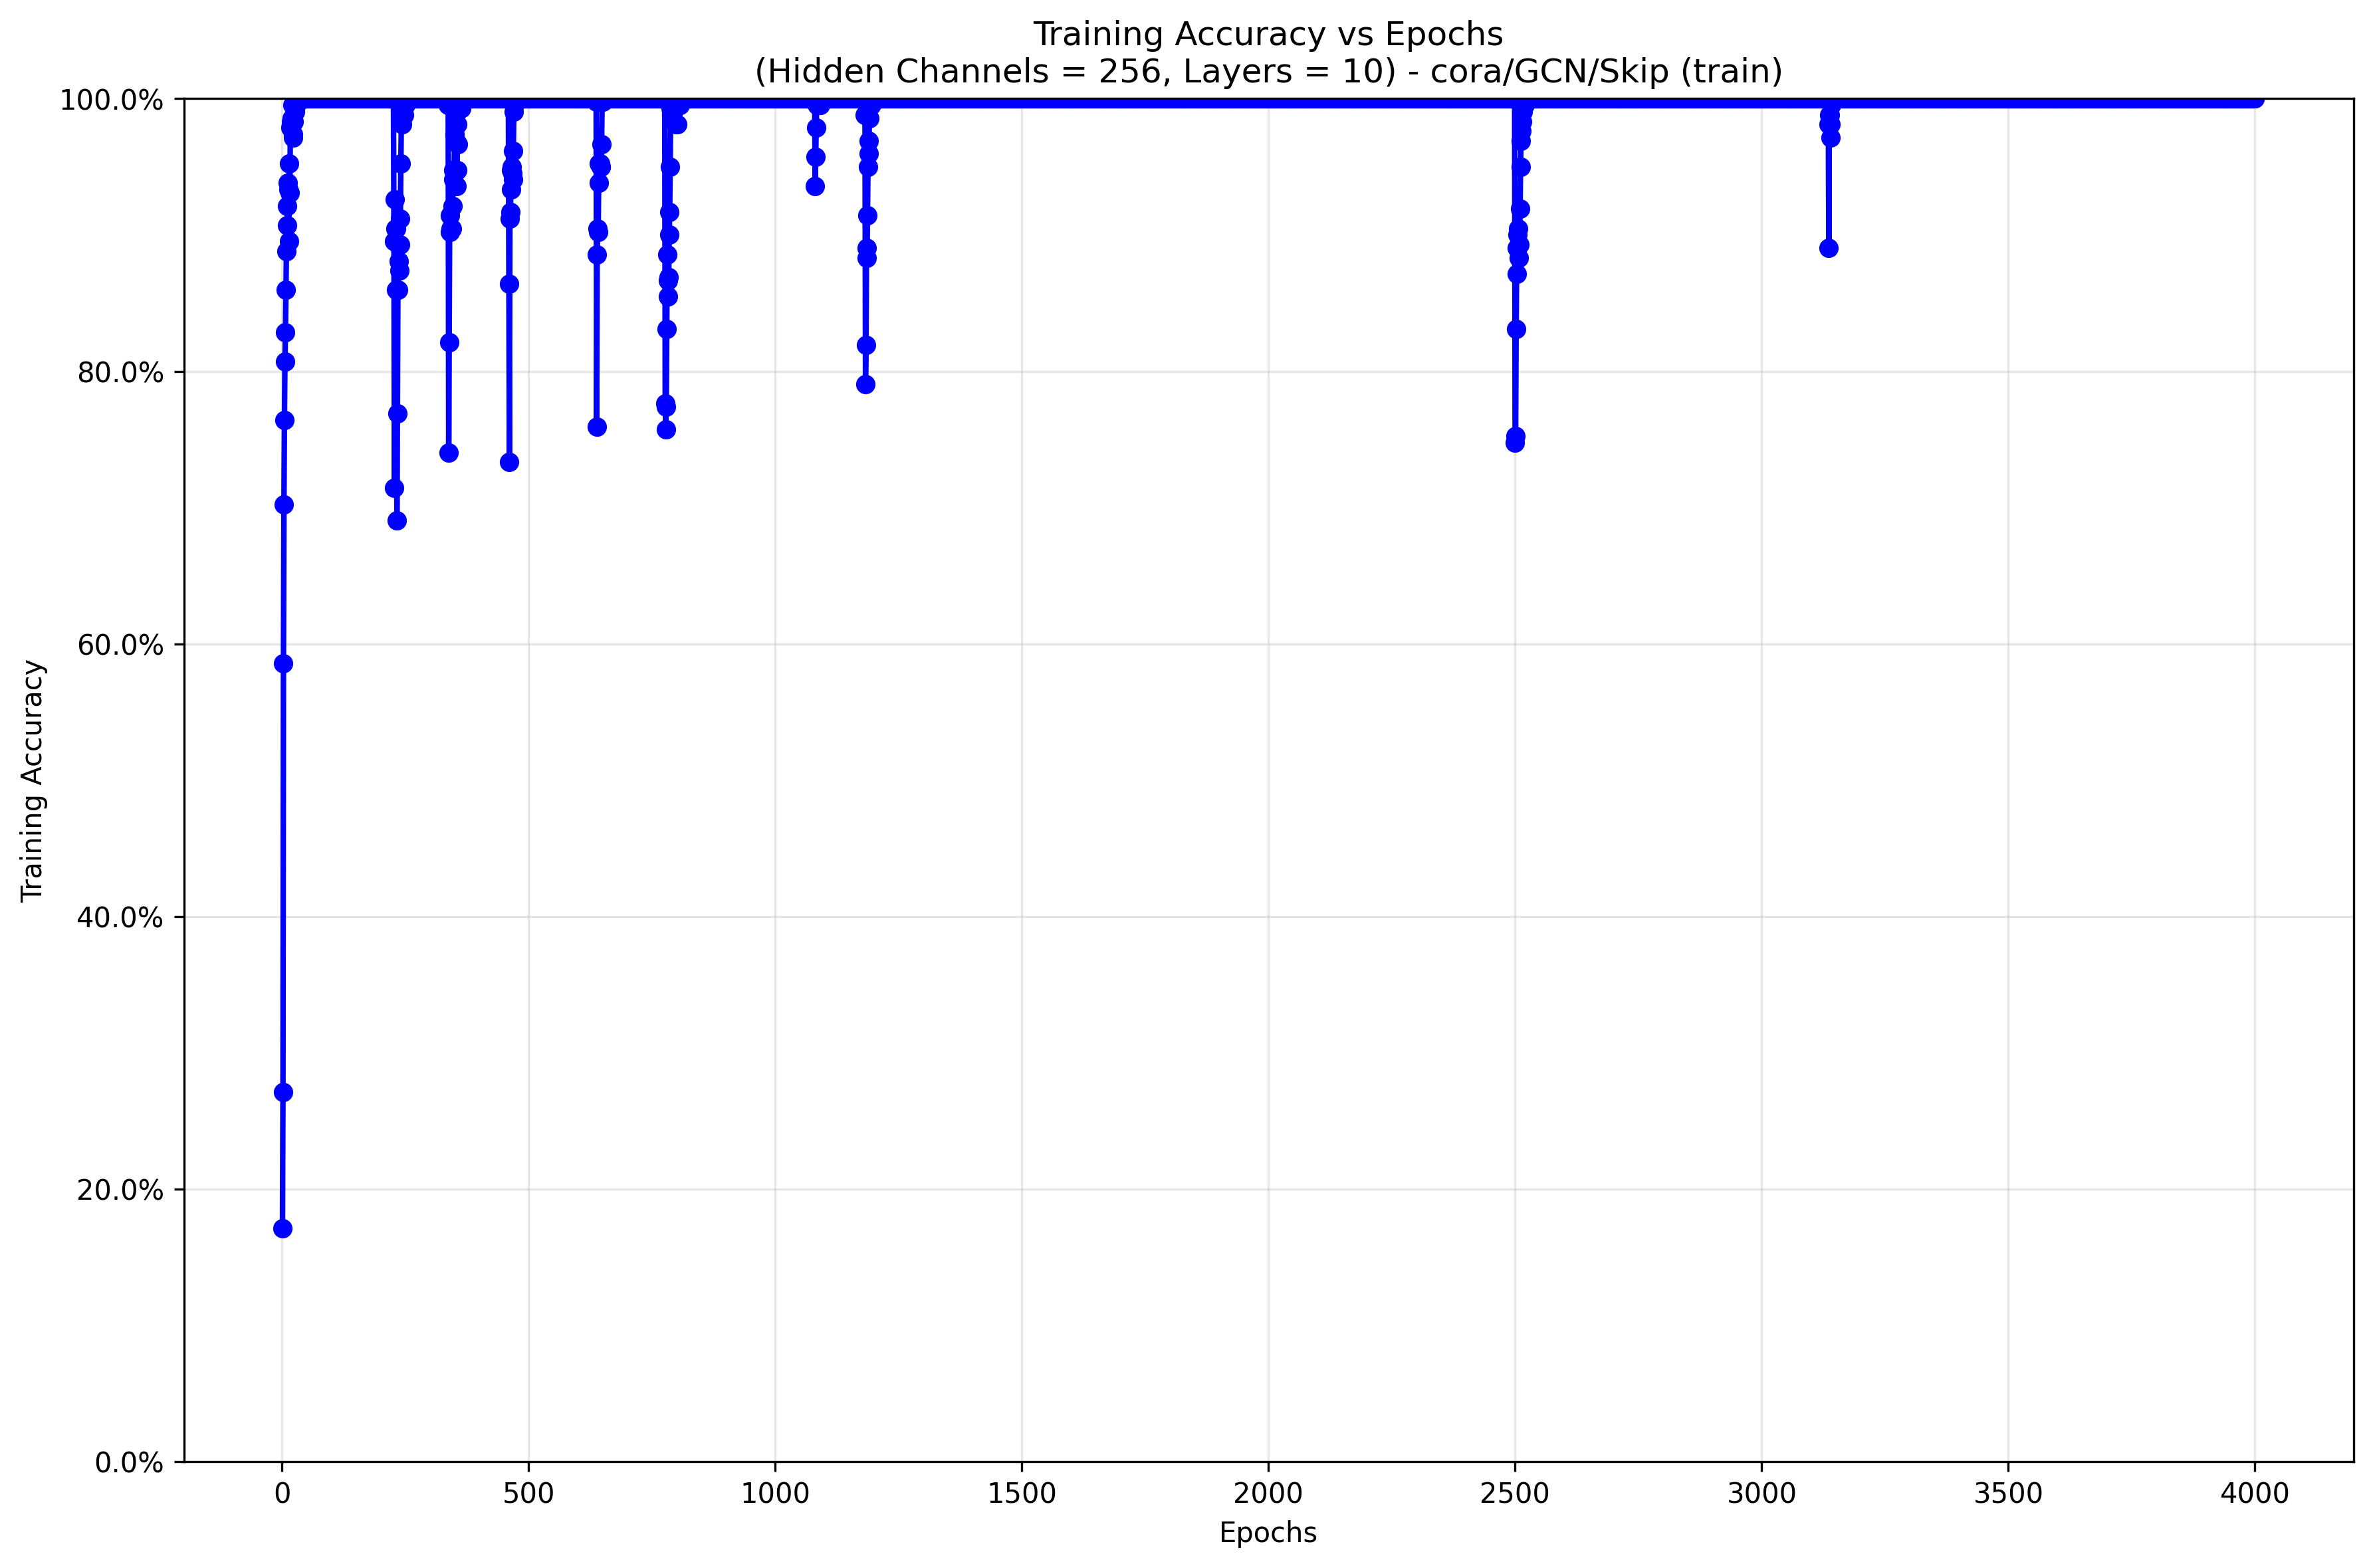 Training Accuracy vs Epochs
(Hidden Channels = 256, Layers = 10) - cora/GCN/Skip (train)
100.0%
80.0%
60.0%
40.0%
20.0%
0.0%
Training Accuracy
0 500 1000 1500 2000 2500 3000 3500 4000
Epochs